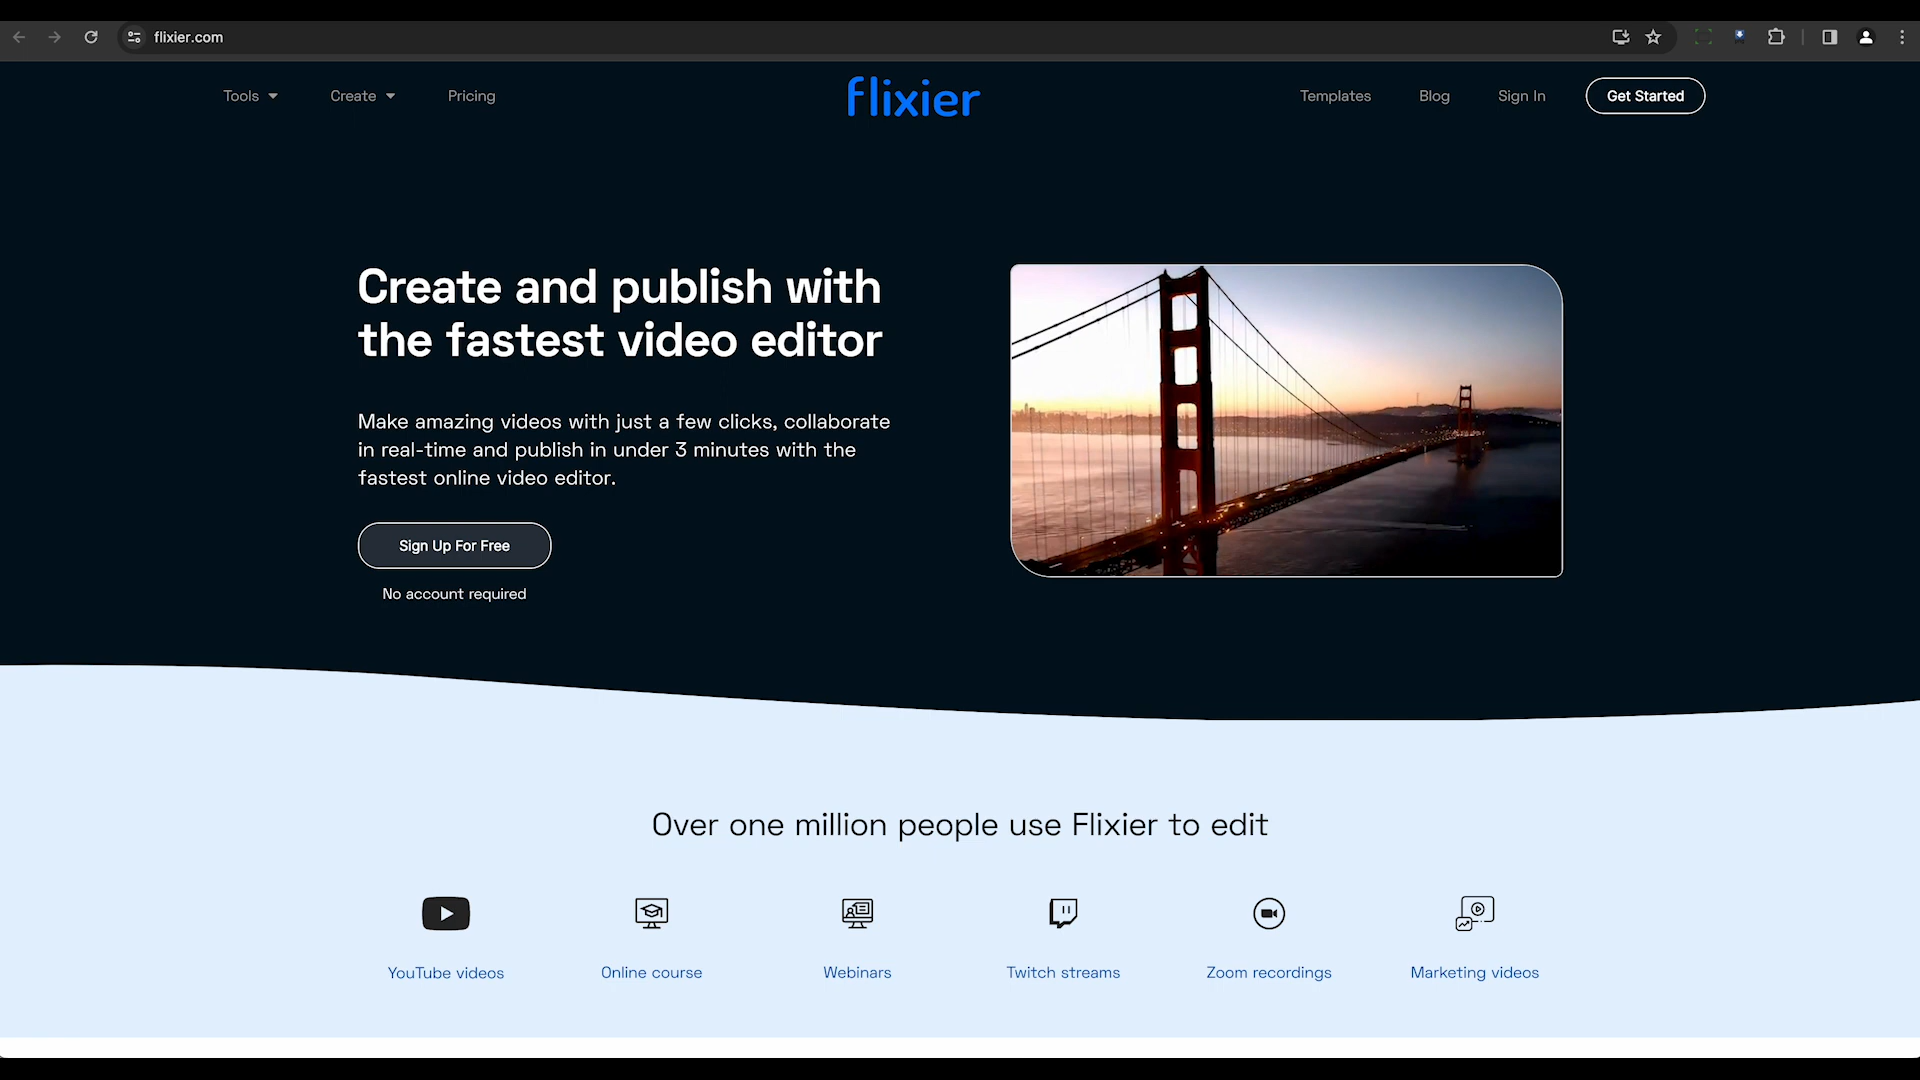 flixier.com
Tools
Create
Pricing
flixier
Templates
Blog
Sign In
Get Started
Create and publish with
the fastest video editor
Make amazing videos with just a few clicks, collaborate
in real-time and publish in under 3 minutes with the
fastest online video editor.
Sign Up For Free
No account required
Over one million people use Flixier to edit
YouTube videos
Online course
Webinars
Twitch streams
Zoom recordings
Marketing videos